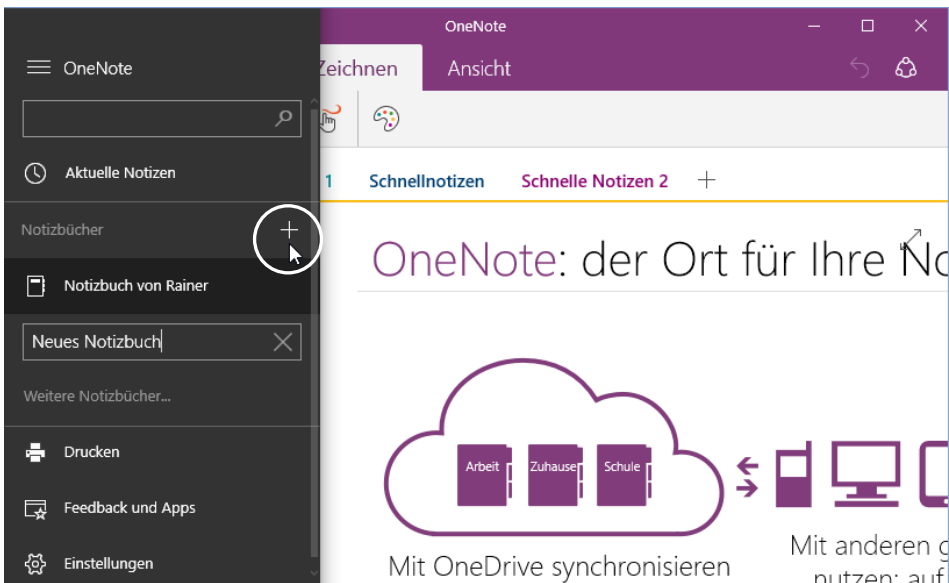 OneNote
OneNote
Zeichnen
Ansicht
Aktuelle Notizen
1
Schnellnotizen
Schnelle Notizen 2
Notizbücher
OneNote: der Ort für Ihre No
Notizbuch von Rainer
Neues Notizbuch
Weitere Notizbücher...
Drucken
Arbeit
Zuhause
Schule
Feedback und Apps
Einstellungen
Mit OneDrive synchronisieren
Mit anderen
nutzen: auf